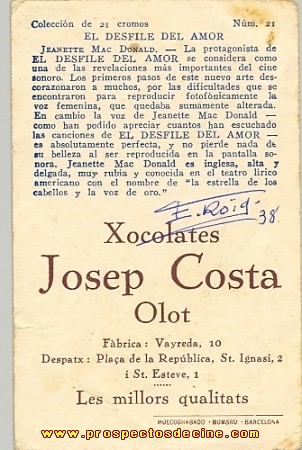 Colección de 21 cromos Núm. 21
EL DESFILE DEL AMOR
JEANETTE MAC DONALD, — La protagonista de
EL DESFILE DEL AMOR se considera como
una de las revelaciones más importantes del cine
sonoro. Los primeros pasos de este nuevo arte des-
corazonaron a muchos, por las dificultades que se
encontraron para reproducir fotofónicamente la
voz femenina, que quedaba sumamente alterada.
En cambio la voz de Jeanette Mac Donald —
como han podido apreciar cuantos han escuchado
las canciones de EL DESFILE DEL AMOR —
es absolutamente perfecta, y no pierde nada de
su belleza al ser reproducida en la pantalla so-
nora. Jeanette Mac Donald es inglesa, alta y
delgada, muy rubia y conocida en el teatro lírico
americano con el nombre de "la estrella de los
cabellos y la voz de oro."
E. Roig
38
Xocolates
Josep Costa
Olot
Fàbrica: Vayreda, 10
Despatx: Plaça de la República, St. Ignasi, 2
i St. Esteve, 1
Les millors qualitats
HUECOGRABADO - MUMBRU - BARCELONA
www.prospectosdecine.com